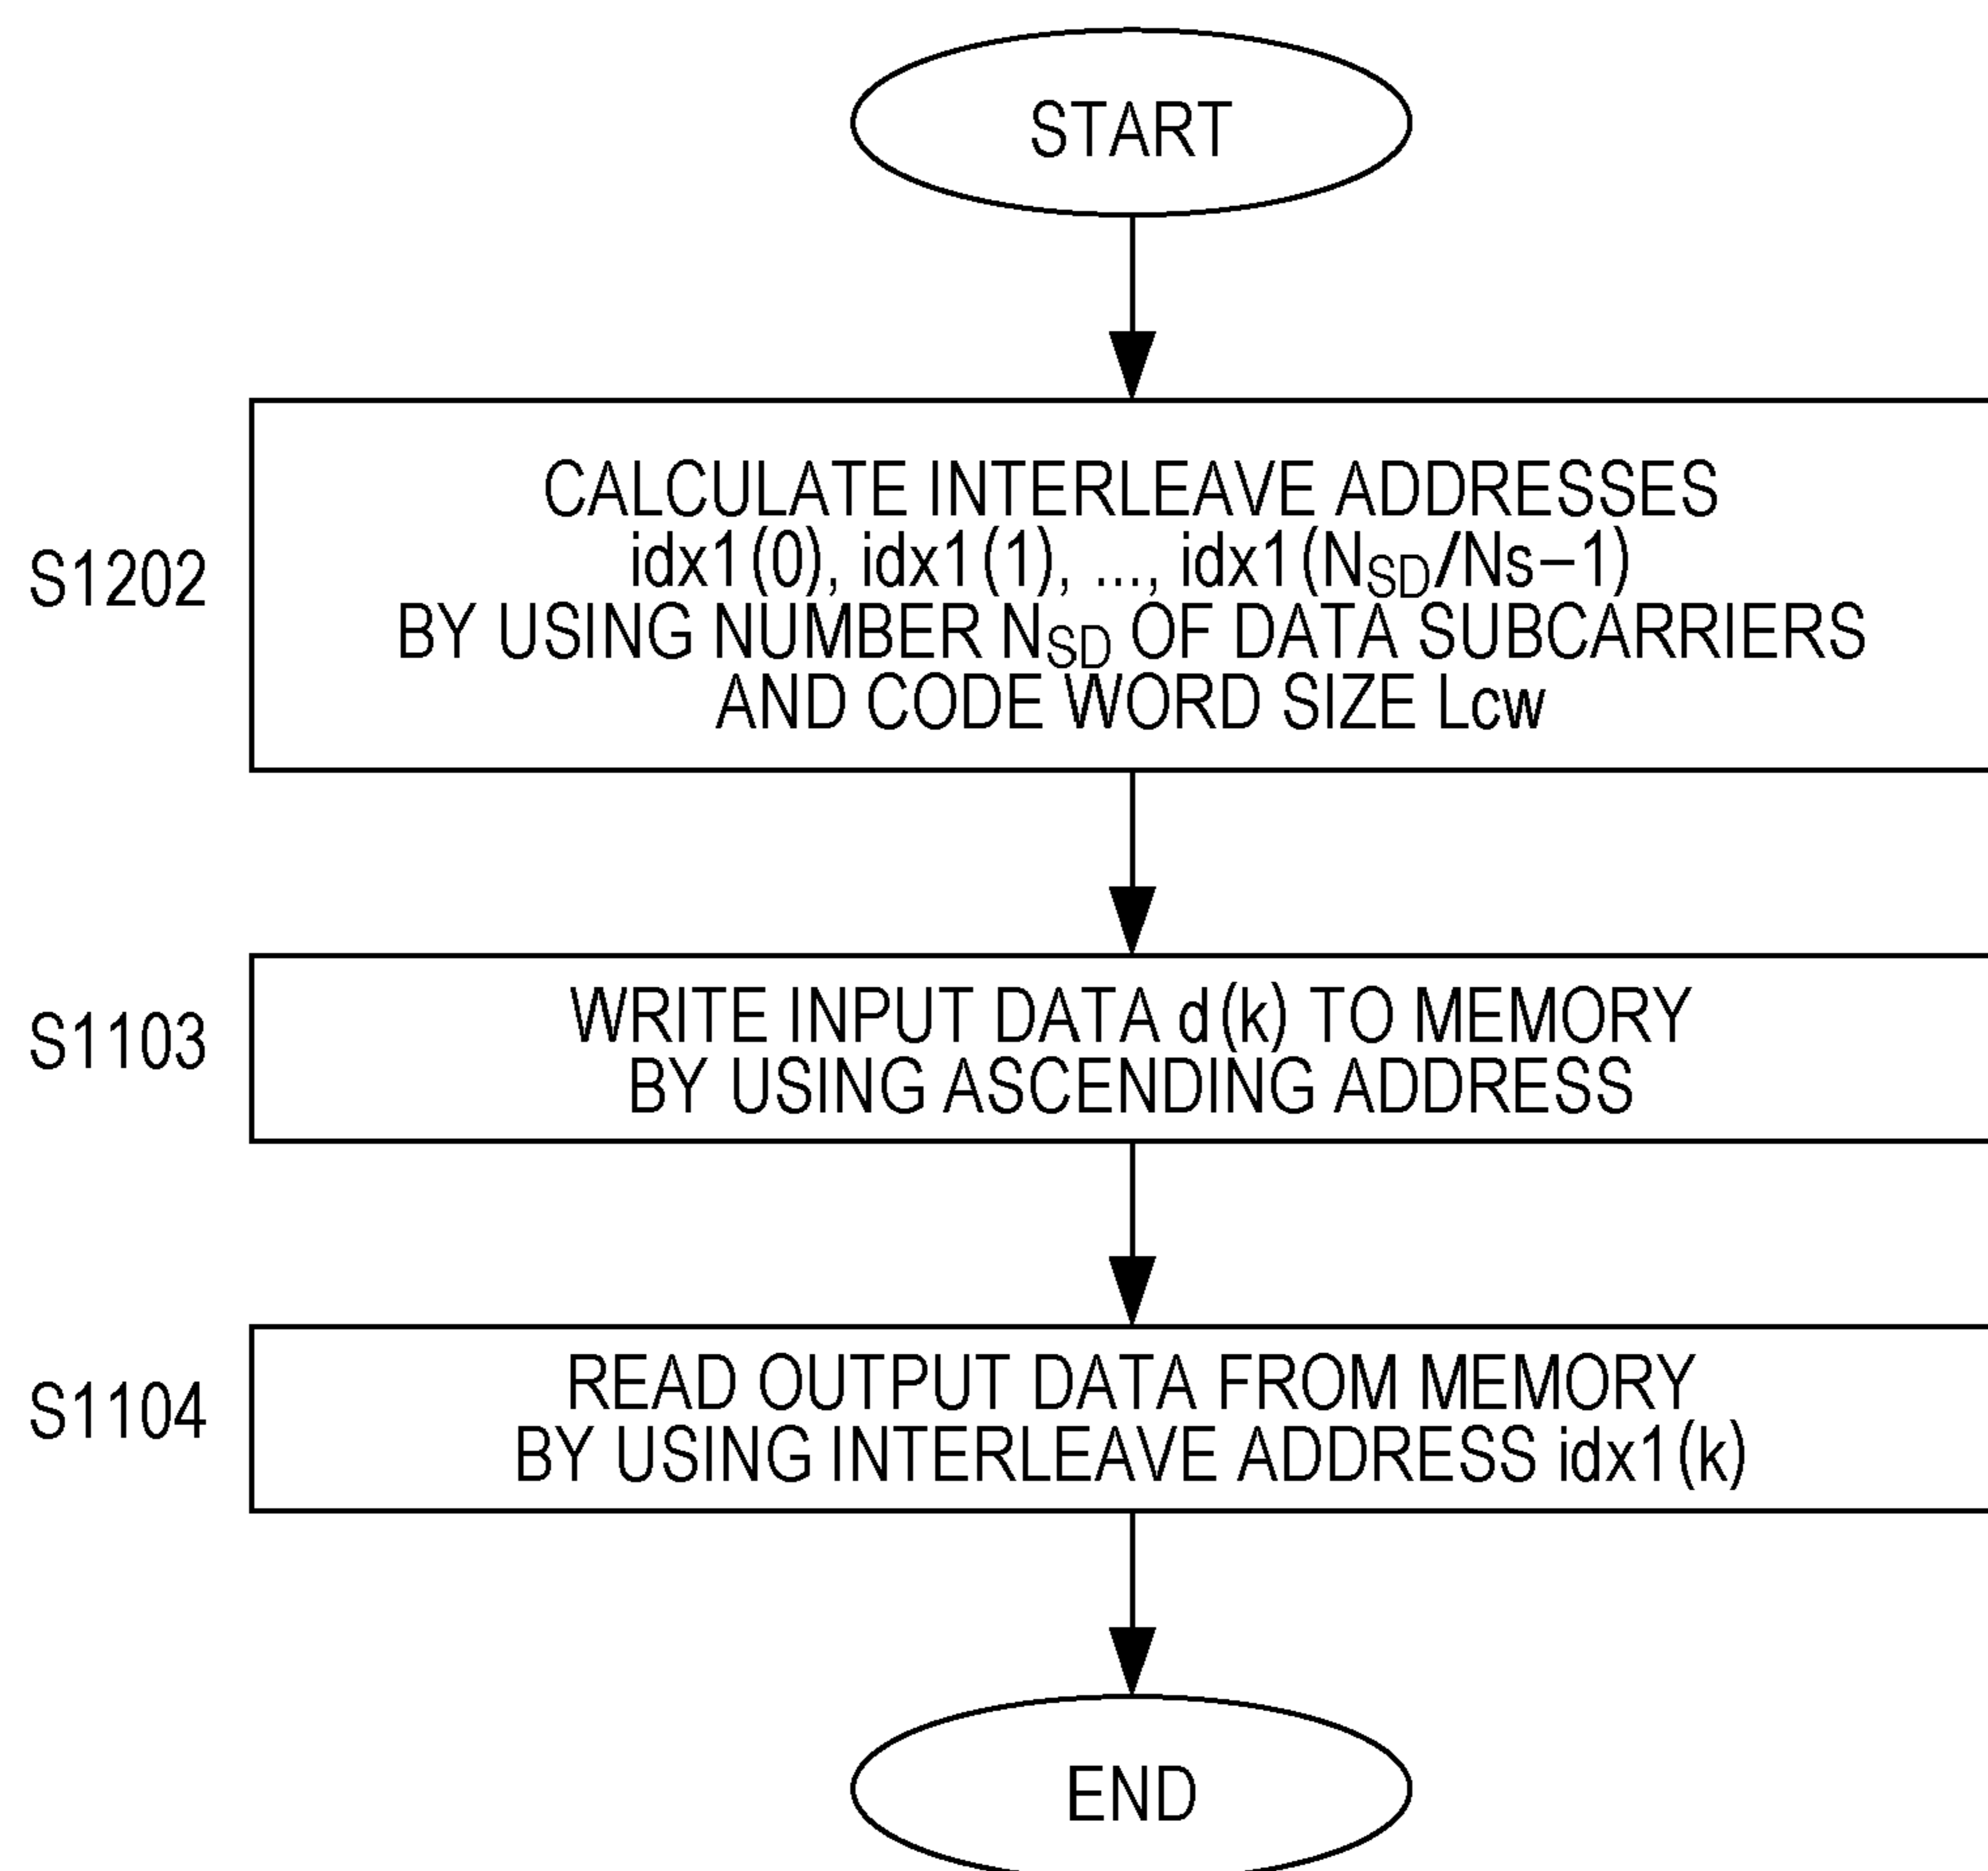 START
S1202
CALCULATE INTERLEAVE ADDRESSES
idx1(0), idx1(1), ..., idx1(N_SD/Ns−1)
BY USING NUMBER N_SD OF DATA SUBCARRIERS
AND CODE WORD SIZE Lcw
S1103
WRITE INPUT DATA d(k) TO MEMORY
BY USING ASCENDING ADDRESS
S1104
READ OUTPUT DATA FROM MEMORY
BY USING INTERLEAVE ADDRESS idx1(k)
END